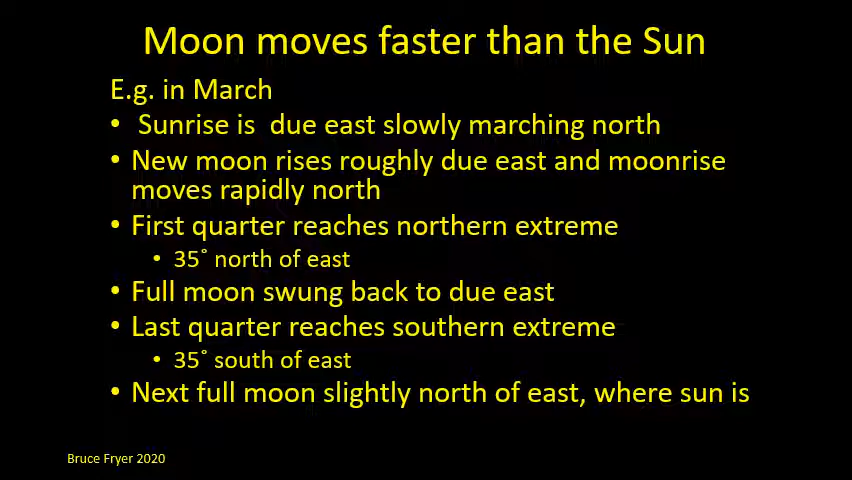 Moon moves faster than the Sun
E.g. in March
• Sunrise is  due east slowly marching north
• New moon rises roughly due east and moonrise
moves rapidly north
• First quarter reaches northern extreme
• 35˚ north of east
• Full moon swung back to due east
• Last quarter reaches southern extreme
• 35˚ south of east
• Next full moon slightly north of east, where sun is
Bruce Fryer 2020